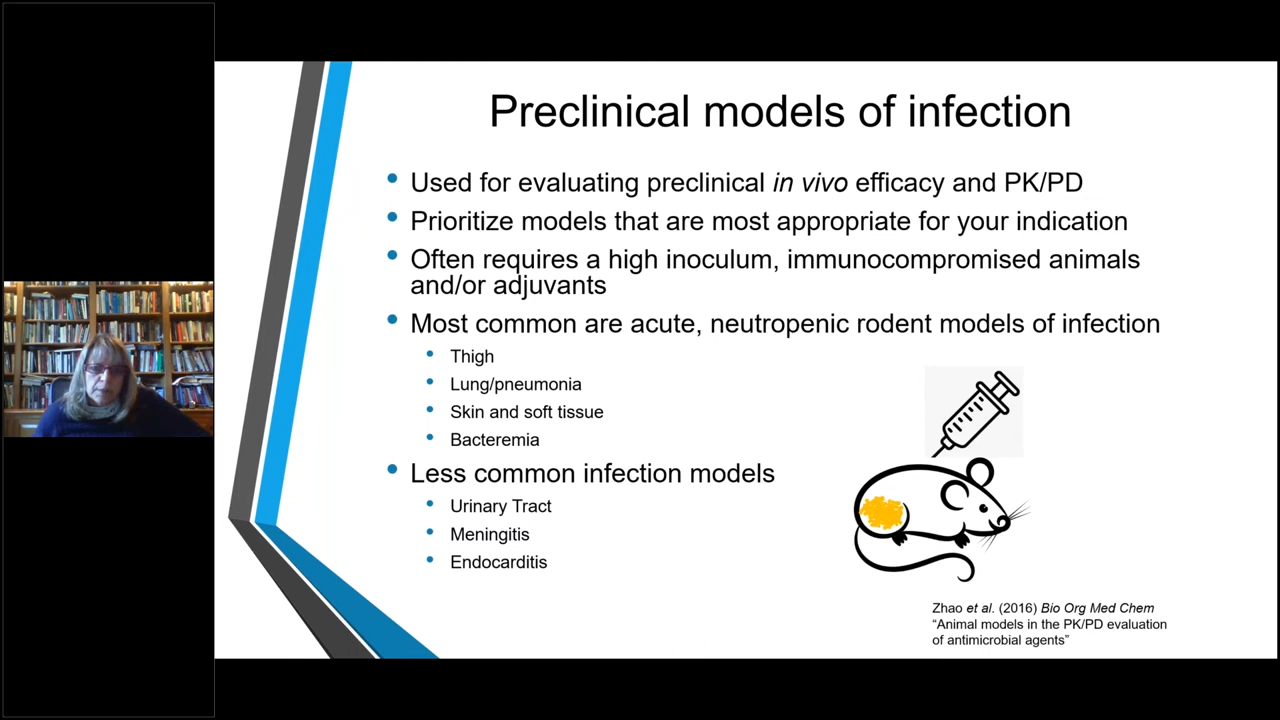 Preclinical models of infection
• Used for evaluating preclinical in vivo efficacy and PK/PD
• Prioritize models that are most appropriate for your indication
• Often requires a high inoculum, immunocompromised animals
and/or adjuvants
• Most common are acute, neutropenic rodent models of infection
• Thigh
• Lung/pneumonia
• Skin and soft tissue
• Bacteremia
• Less common infection models
• Urinary Tract
• Meningitis
• Endocarditis
Zhao et al. (2016) Bio Org Med Chem
“Animal models in the PK/PD evaluation
of antimicrobial agents”